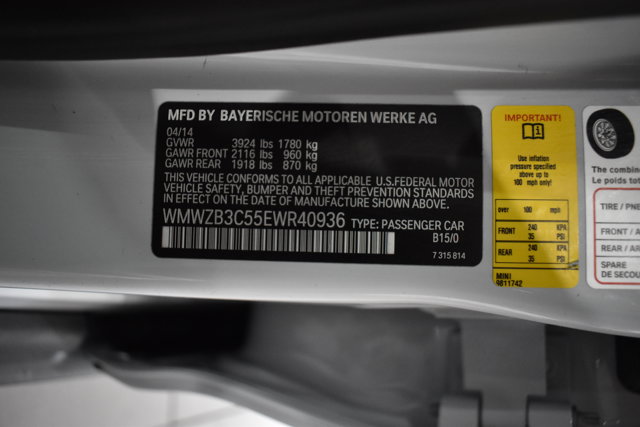 MFD BY BAYERISCHE MOTOREN WERKE AG
04/14
GVWR 3924 lbs 1780 kg
GAWR FRONT 2116 lbs 960 kg
GAWR REAR 1918 lbs 870 kg
THIS VEHICLE CONFORMS TO ALL APPLICABLE U.S.FEDERAL MOTOR
VEHICLE SAFETY, BUMPER AND THEFT PREVENTION STANDARDS
IN EFFECT ON THE DATE OF MANUFACTURE SHOWN ABOVE.
WMWZB3C55EWR40936 TYPE: PASSENGER CAR
B15/0
7 315 814
IMPORTANT!
Use inflation
pressure specified
above up to
100 mph only!
over 100 mph
FRONT 240 KPA
35 PSI
REAR 240 KPA
35 PSI
MINI
9811742
The combine
Le poids tot
TIRE / PNE
FRONT / A
REAR / AR
SPARE
DE SECOU